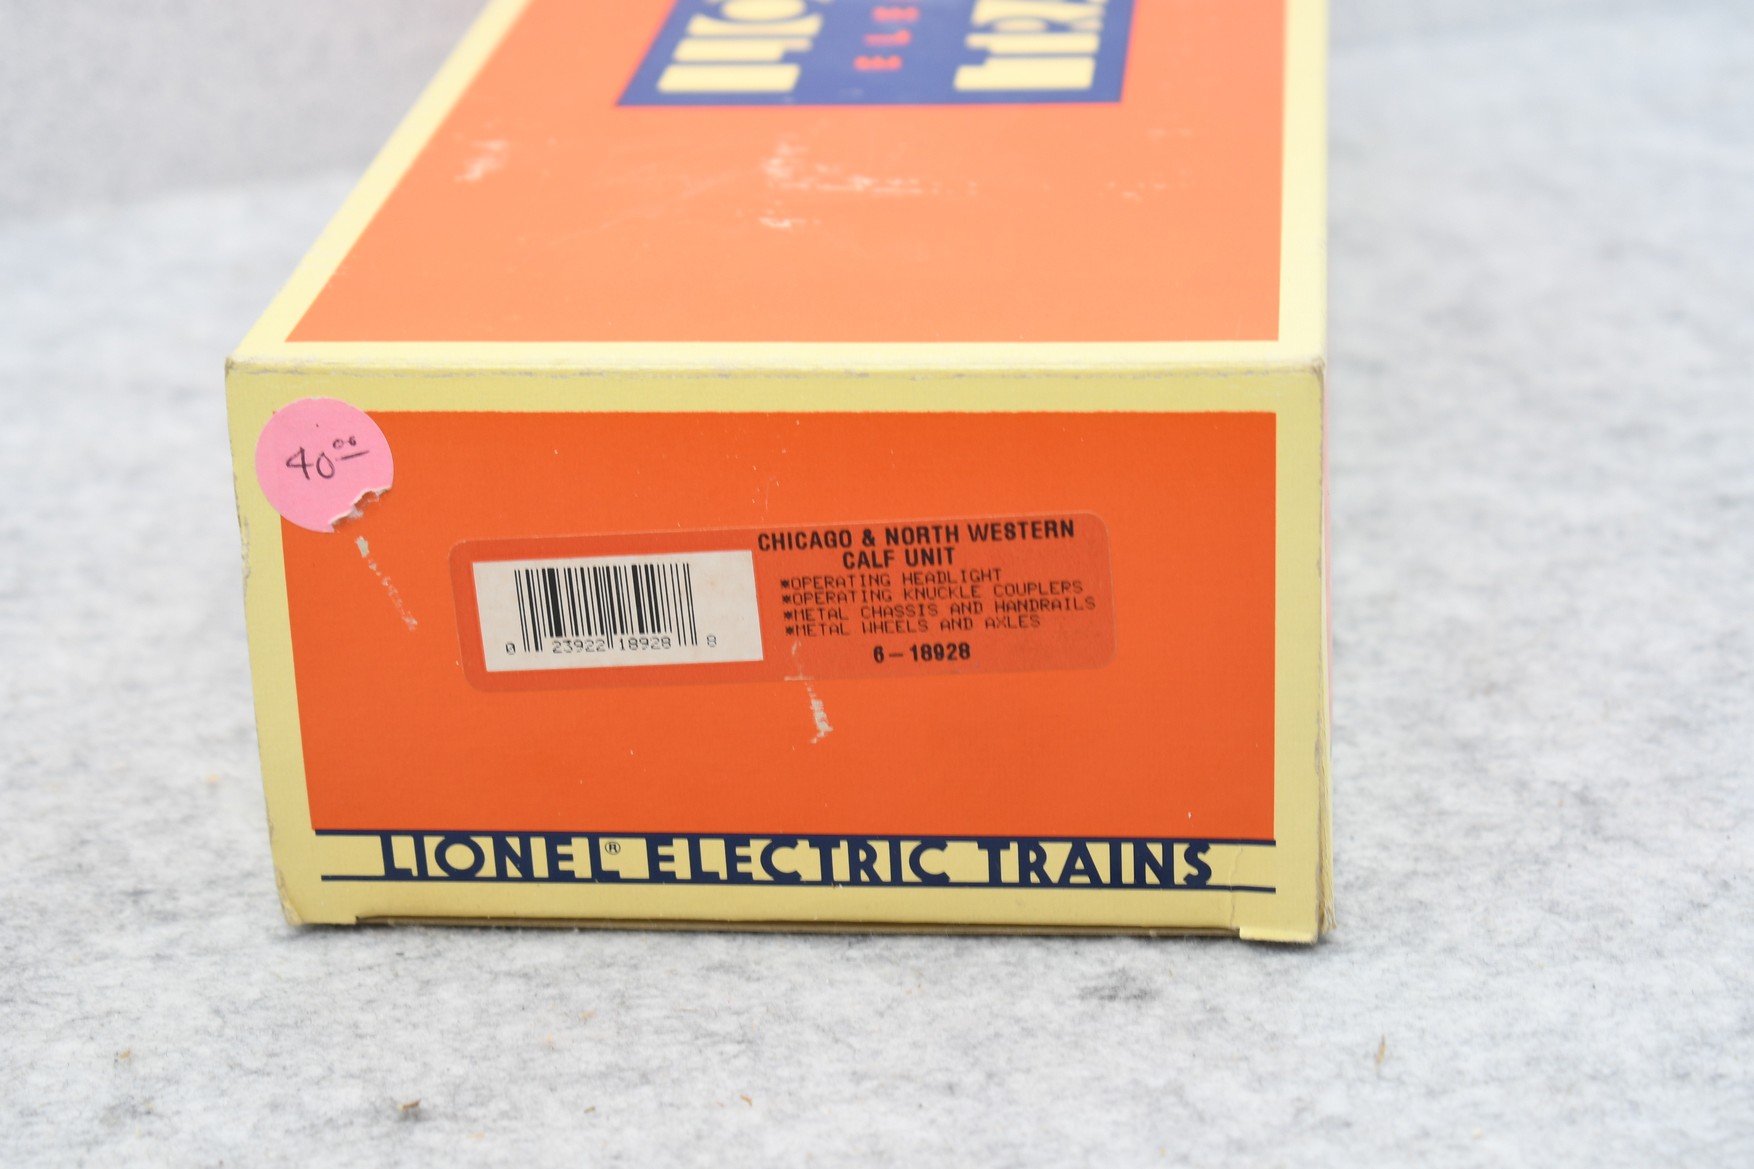 40.00
CHICAGO & NORTH WESTERN
CALF UNIT
*OPERATING HEADLIGHT
*OPERATING KNUCKLE COUPLERS
*METAL CHASSIS AND HANDRAILS
*METAL WHEELS AND AXLES
6-18928
0 23922 18928 8
LIONEL® ELECTRIC TRAINS